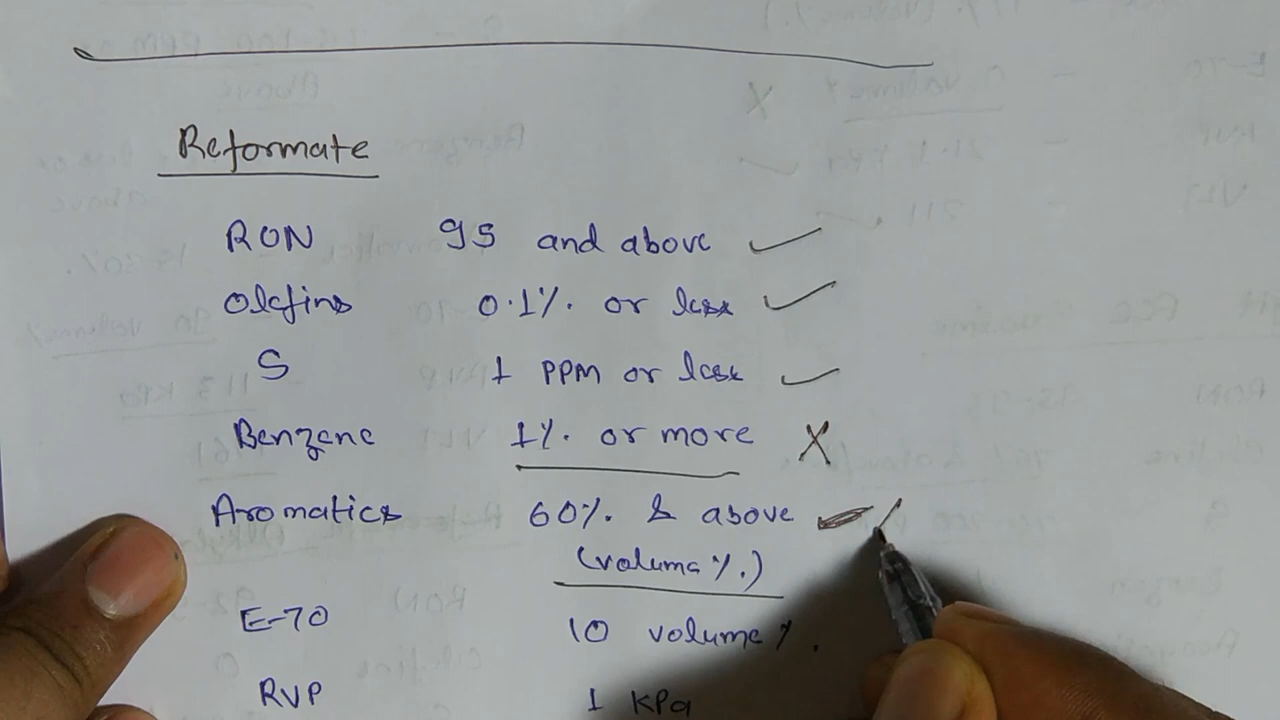 Reformate
RON 95 and above
Olefins 0.1% or less
S 1 PPM or less
Benzene 1% or more X
Aromatics 60% & above
(volume %)
E-70 10 volume %.
RVP 1 kPa